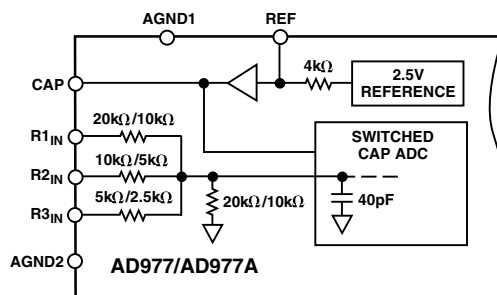 AGND1
REF
CAP
4kΩ
2.5V
REFERENCE
R1IN
20kΩ/10kΩ
SWITCHED
CAP ADC
R2IN
10kΩ/5kΩ
R3IN
5kΩ/2.5kΩ
20kΩ/10kΩ
40pF
AGND2
AD977/AD977A